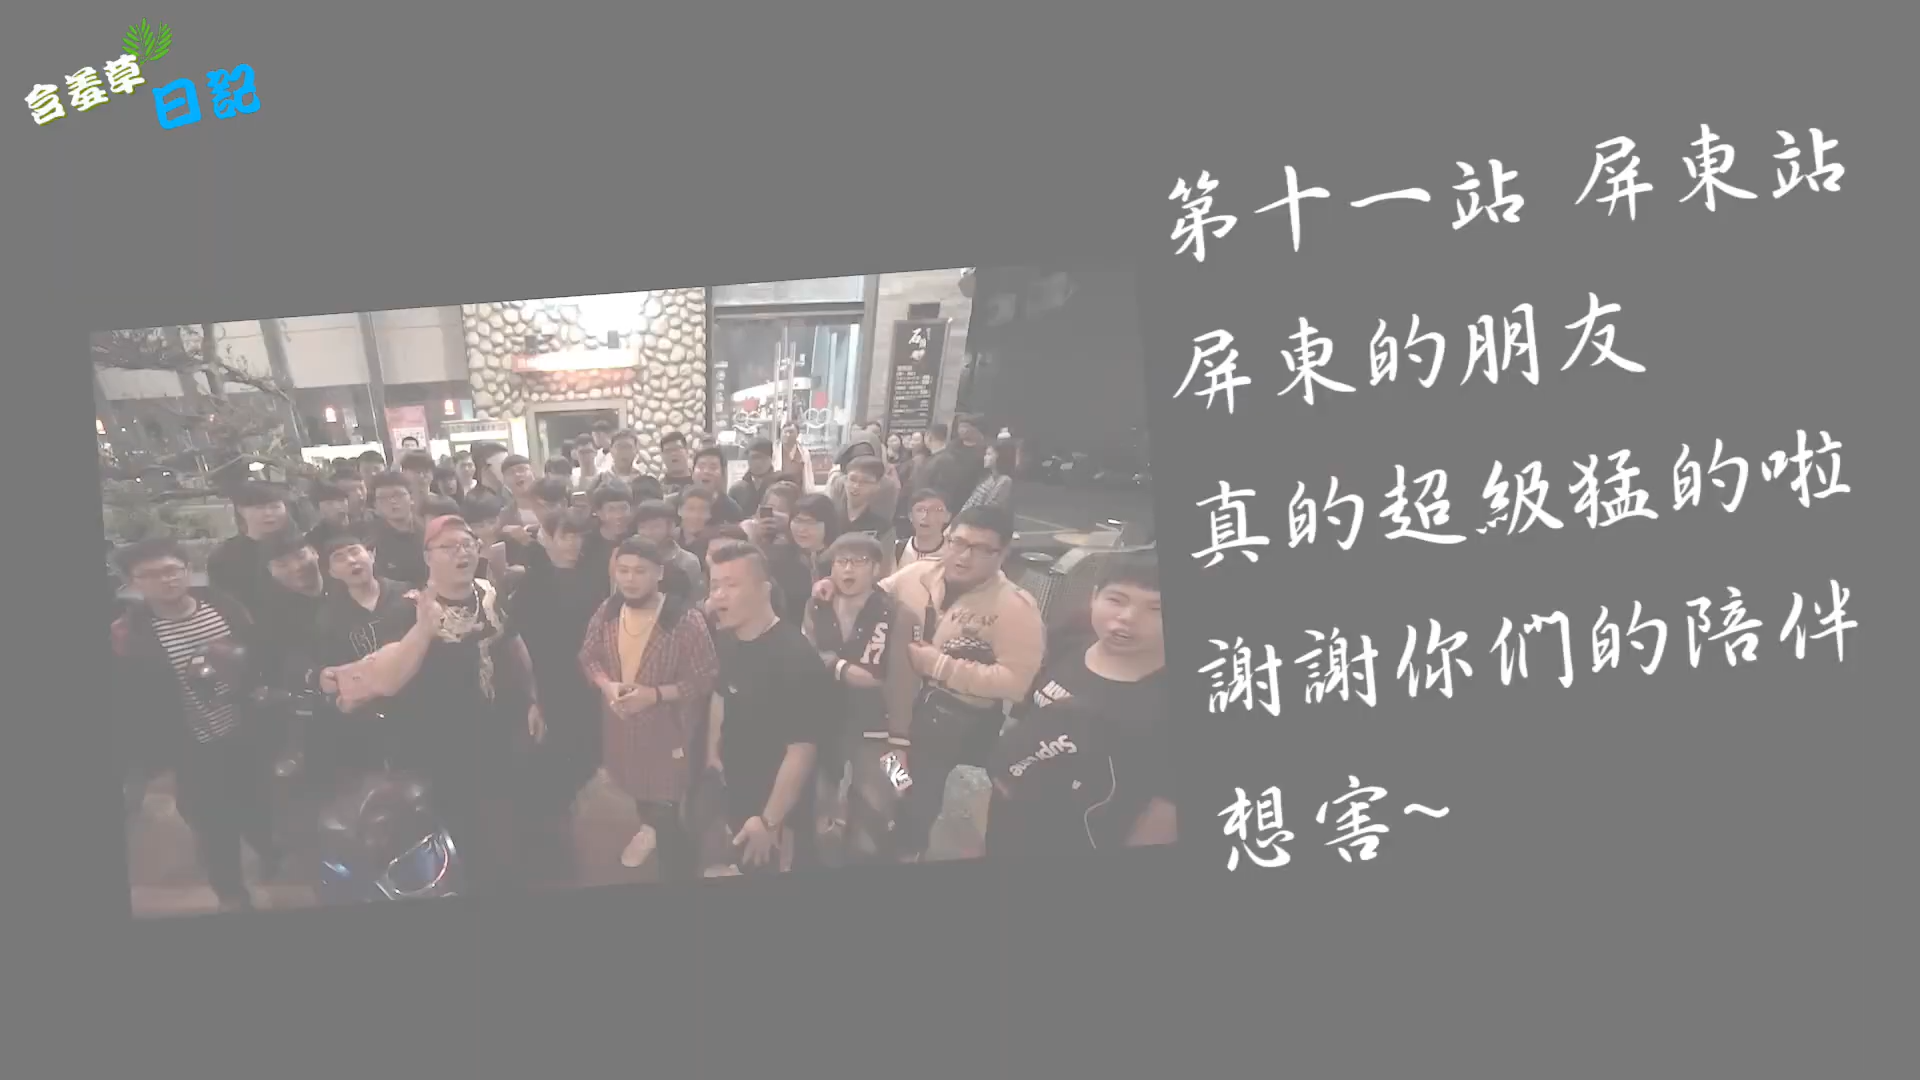 含羞草
日記
第十一站 屏東站
屏東的朋友
真的超級猛的啦
謝謝你們的陪伴
想害~
Supreme